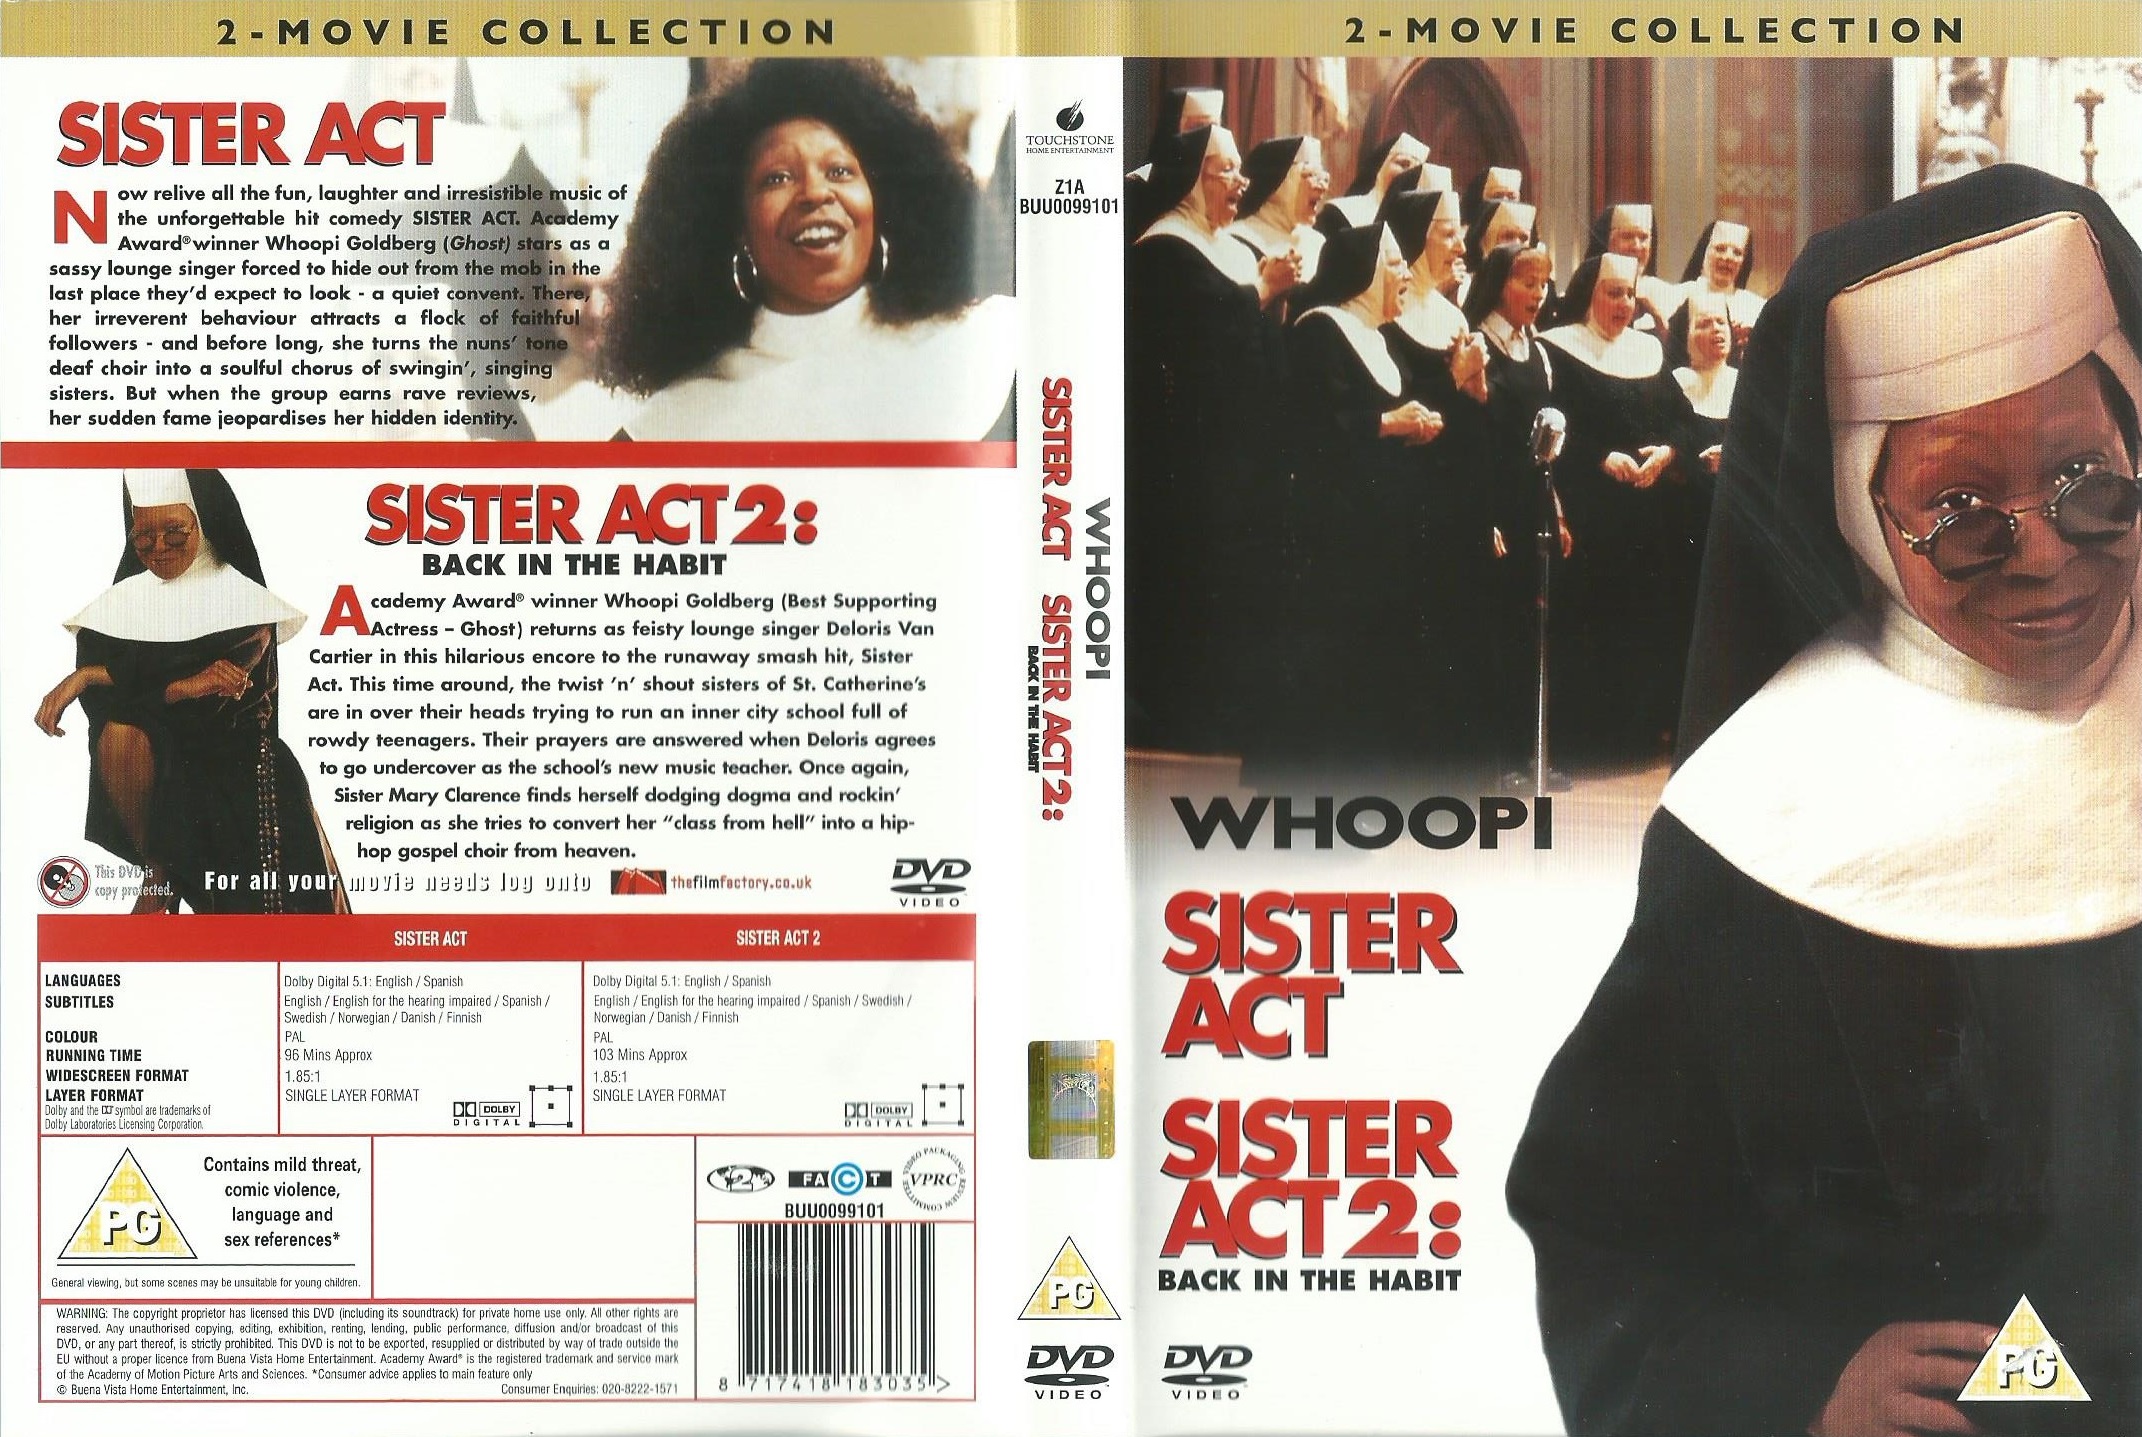 2-MOVIE COLLECTION
SISTER ACT
Now relive all the fun, laughter and irresistible music of
the unforgettable hit comedy SISTER ACT. Academy
Award® winner Whoopi Goldberg (Ghost) stars as a
sassy lounge singer forced to hide out from the mob in the
last place they'd expect to look - a quiet convent. There,
her irreverent behaviour attracts a flock of faithful
followers - and before long, she turns the nuns' tone
deaf choir into a soulful chorus of swingin', singing
sisters. But when the group earns rave reviews,
her sudden fame jeopardises her hidden identity.
SISTER ACT 2:
BACK IN THE HABIT
Academy Award® winner Whoopi Goldberg (Best Supporting
Actress – Ghost) returns as feisty lounge singer Deloris Van
Cartier in this hilarious encore to the runaway smash hit, Sister
Act. This time around, the twist 'n' shout sisters of St. Catherine's
are in over their heads trying to run an inner city school full of
rowdy teenagers. Their prayers are answered when Deloris agrees
to go undercover as the school's new music teacher. Once again,
Sister Mary Clarence finds herself dodging dogma and rockin'
religion as she tries to convert her "class from hell" into a hip-
hop gospel choir from heaven.
This DVD is
copy protected.
For all your movie needs log onto thefilmfactory.co.uk
DVD
VIDEO
SISTER ACT SISTER ACT 2
LANGUAGES Dolby Digital 5.1: English / Spanish Dolby Digital 5.1: English / Spanish
SUBTITLES English / English for the hearing impaired / Spanish / English / English for the hearing impaired / Spanish / Swedish /
Swedish / Norwegian / Danish / Finnish Norwegian / Danish / Finnish
COLOUR PAL PAL
RUNNING TIME 96 Mins Approx 103 Mins Approx
WIDESCREEN FORMAT 1.85:1 1.85:1
LAYER FORMAT SINGLE LAYER FORMAT SINGLE LAYER FORMAT
Dolby and the DD symbol are trademarks of
Dolby Laboratories Licensing Corporation.
DOLBY
DIGITAL
DOLBY
DIGITAL
PG
Contains mild threat,
comic violence,
language and
sex references*
General viewing, but some scenes may be unsuitable for young children.
2 FACT VPRC
VIDEO PACKAGING REVIEW COMMITTEE
BUU0099101
WARNING: The copyright proprietor has licensed this DVD (including its soundtrack) for private home use only. All other rights are
reserved. Any unauthorised copying, editing, exhibition, renting, lending, public performance, diffusion and/or broadcast of this
DVD, or any part thereof, is strictly prohibited. This DVD is not to be exported, resupplied or distributed by way of trade outside the
EU without a proper licence from Buena Vista Home Entertainment. Academy Award® is the registered trademark and service mark
of the Academy of Motion Picture Arts and Sciences. *Consumer advice applies to main feature only
© Buena Vista Home Entertainment, Inc. Consumer Enquiries: 020-8222-1571
8 717418 183035 >
TOUCHSTONE
HOME ENTERTAINMENT
Z1A
BUU0099101
WHOOPI
SISTER ACT SISTER ACT 2:
BACK IN THE HABIT
PG
DVD
VIDEO
2-MOVIE COLLECTION
WHOOPI
SISTER
ACT
SISTER
ACT 2:
BACK IN THE HABIT
DVD
VIDEO
PG